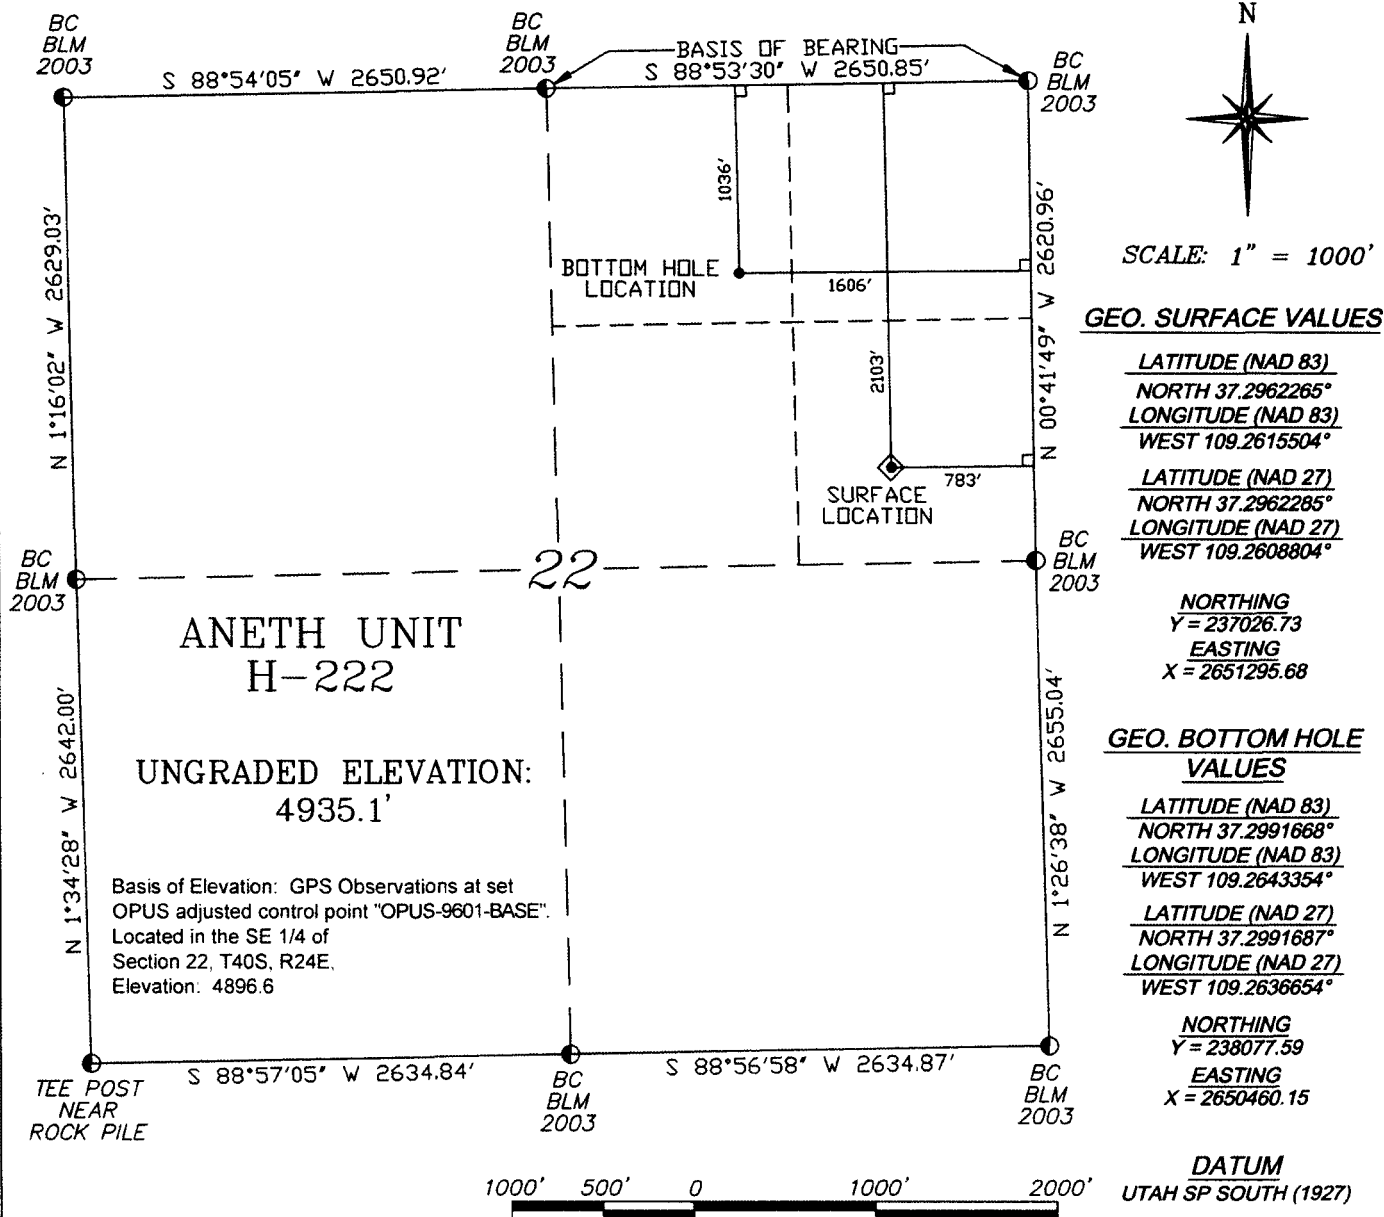 BC
BLM
2003
BC
BLM
2003
BASIS OF BEARING
BC
BLM
2003
N
S 88°54'05" W 2650.92'
S 88°53'30" W 2650.85'
N 1°16'02" W 2629.03'
1036'
N 00°41'49" W 2620.96'
SCALE: 1" = 1000'
BOTTOM HOLE
LOCATION
1606'
2103'
783'
SURFACE
LOCATION
BC
BLM
2003
22
BC
BLM
2003
ANETH UNIT
H-222
UNGRADED ELEVATION:
4935.1'
N 1°34'28" W 2642.00'
N 1°26'38" W 2655.04'
Basis of Elevation: GPS Observations at set
OPUS adjusted control point "OPUS-9601-BASE".
Located in the SE 1/4 of
Section 22, T40S, R24E,
Elevation: 4896.6
S 88°57'05" W 2634.84'
S 88°56'58" W 2634.87'
TEE POST
NEAR
ROCK PILE
BC
BLM
2003
BC
BLM
2003
GEO. SURFACE VALUES
LATITUDE (NAD 83)
NORTH 37.2962265°
LONGITUDE (NAD 83)
WEST 109.2615504°
LATITUDE (NAD 27)
NORTH 37.2962285°
LONGITUDE (NAD 27)
WEST 109.2608804°
NORTHING
Y = 237026.73
EASTING
X = 2651295.68
GEO. BOTTOM HOLE
VALUES
LATITUDE (NAD 83)
NORTH 37.2991668°
LONGITUDE (NAD 83)
WEST 109.2643354°
LATITUDE (NAD 27)
NORTH 37.2991687°
LONGITUDE (NAD 27)
WEST 109.2636654°
NORTHING
Y = 238077.59
EASTING
X = 2650460.15
DATUM
UTAH SP SOUTH (1927)
1000' 500' 0 1000' 2000'